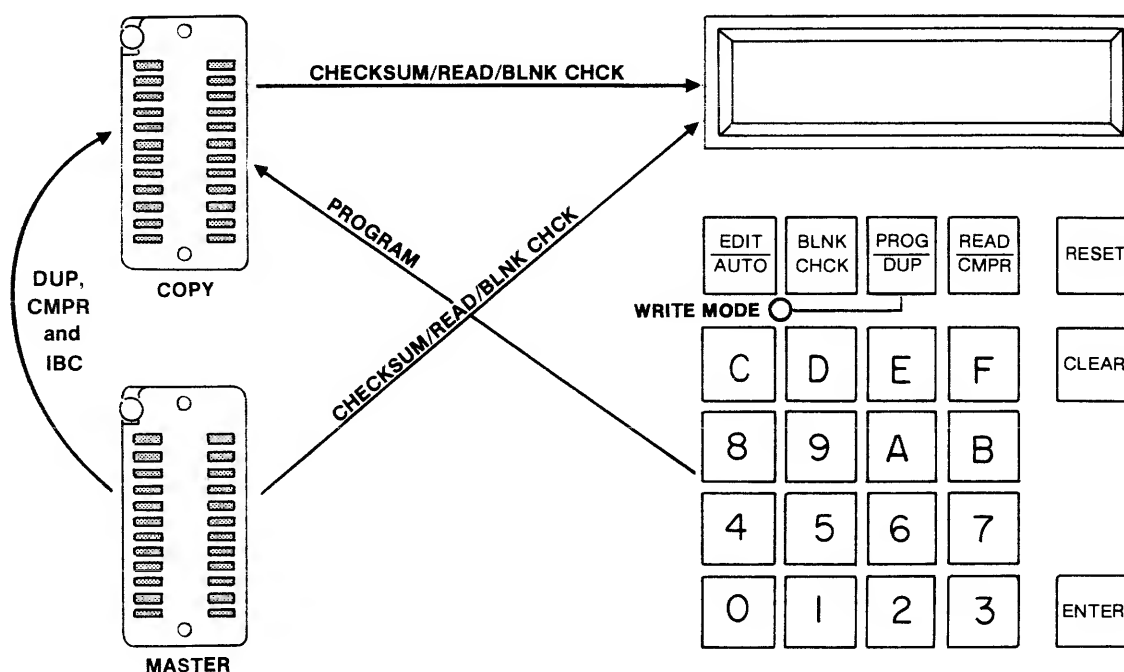 CHECKSUM/READ/BLNK CHCK
PROGRAM
CHECKSUM/READ/BLNK CHCK
DUP,
CMPR
and
IBC
COPY
MASTER
EDIT
AUTO
BLNK
CHCK
PROG
DUP
READ
CMPR
RESET
WRITE MODE
C D E F
CLEAR
8 9 A B
4 5 6 7
0 1 2 3
ENTER